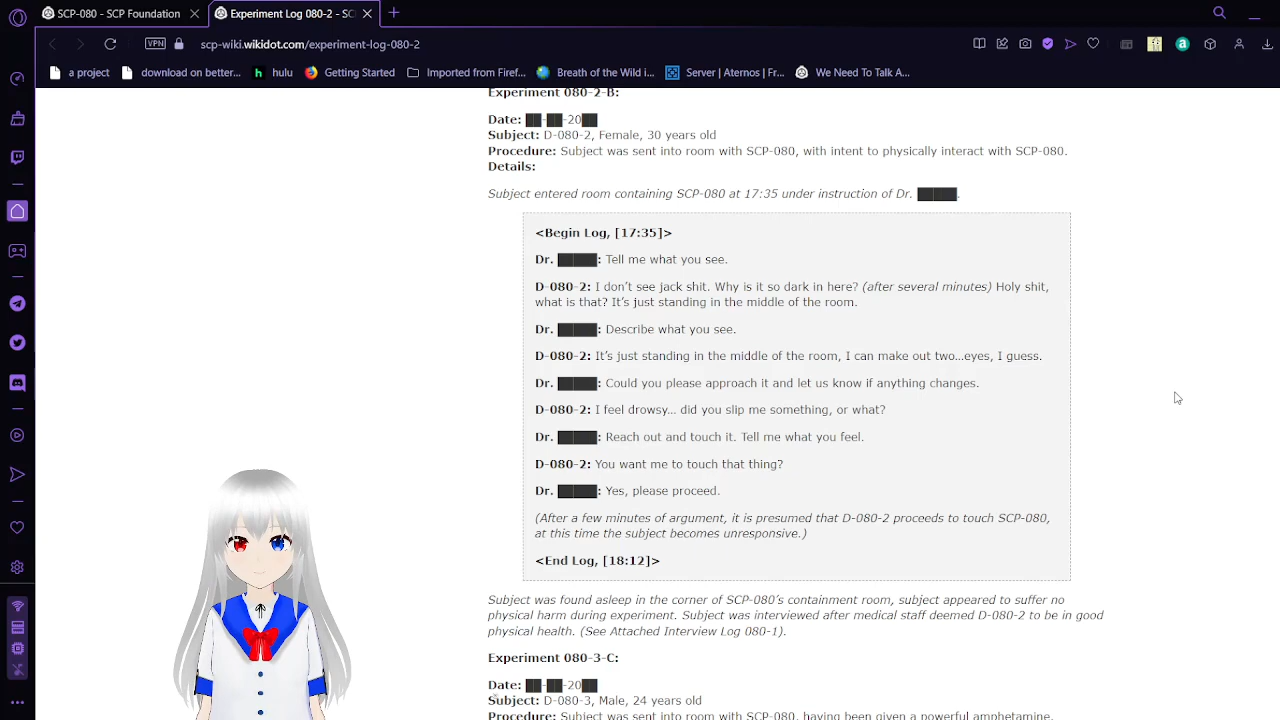 SCP-080 - SCP Foundation
Experiment Log 080-2 - SC
VPN
scp-wiki.wikidot.com/experiment-log-080-2
a project
download on better...
hulu
Getting Started
Imported from Firef...
Breath of the Wild i...
Server | Aternos | Fr...
We Need To Talk A...
Experiment 080-2-B:
Date: ██-██-20██
Subject: D-080-2, Female, 30 years old
Procedure: Subject was sent into room with SCP-080, with intent to physically interact with SCP-080.
Details:
Subject entered room containing SCP-080 at 17:35 under instruction of Dr. █████.
<Begin Log, [17:35]>
Dr. █████: Tell me what you see.
D-080-2: I don't see jack shit. Why is it so dark in here? (after several minutes) Holy shit,
what is that? It's just standing in the middle of the room.
Dr. █████: Describe what you see.
D-080-2: It's just standing in the middle of the room, I can make out two…eyes, I guess.
Dr. █████: Could you please approach it and let us know if anything changes.
D-080-2: I feel drowsy… did you slip me something, or what?
Dr. █████: Reach out and touch it. Tell me what you feel.
D-080-2: You want me to touch that thing?
Dr. █████: Yes, please proceed.
(After a few minutes of argument, it is presumed that D-080-2 proceeds to touch SCP-080,
at this time the subject becomes unresponsive.)
<End Log, [18:12]>
Subject was found asleep in the corner of SCP-080's containment room, subject appeared to suffer no
physical harm during experiment. Subject was interviewed after medical staff deemed D-080-2 to be in good
physical health. (See Attached Interview Log 080-1).
Experiment 080-3-C:
Date: ██-██-20██
Subject: D-080-3, Male, 24 years old
Procedure: Subject was sent into room with SCP-080, having been given a powerful amphetamine.